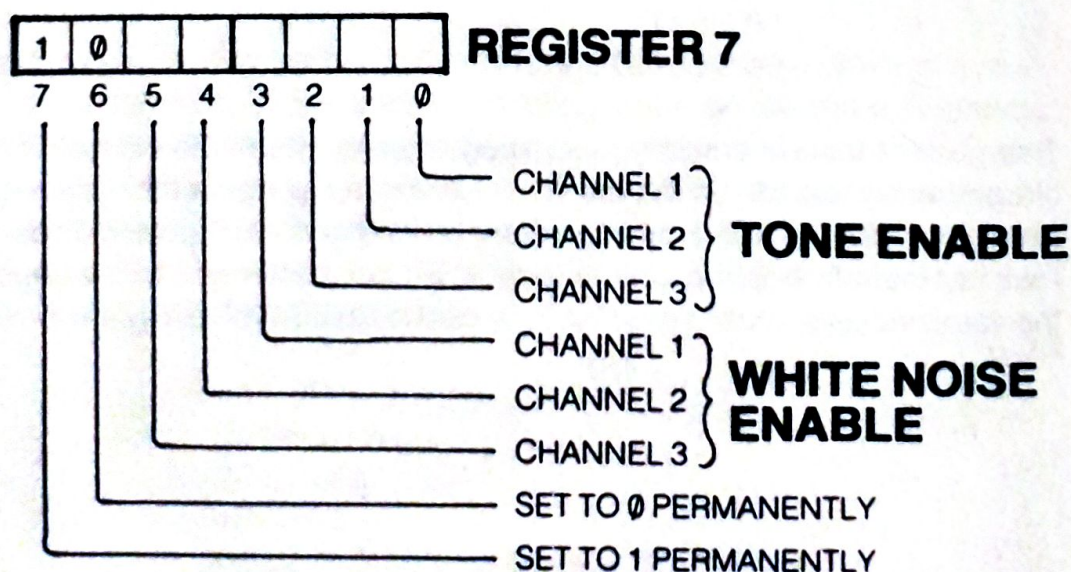 1 Ø REGISTER 7
7 6 5 4 3 2 1 Ø
CHANNEL 1
CHANNEL 2
CHANNEL 3
TONE ENABLE
CHANNEL 1
CHANNEL 2
CHANNEL 3
WHITE NOISE
ENABLE
SET TO Ø PERMANENTLY
SET TO 1 PERMANENTLY